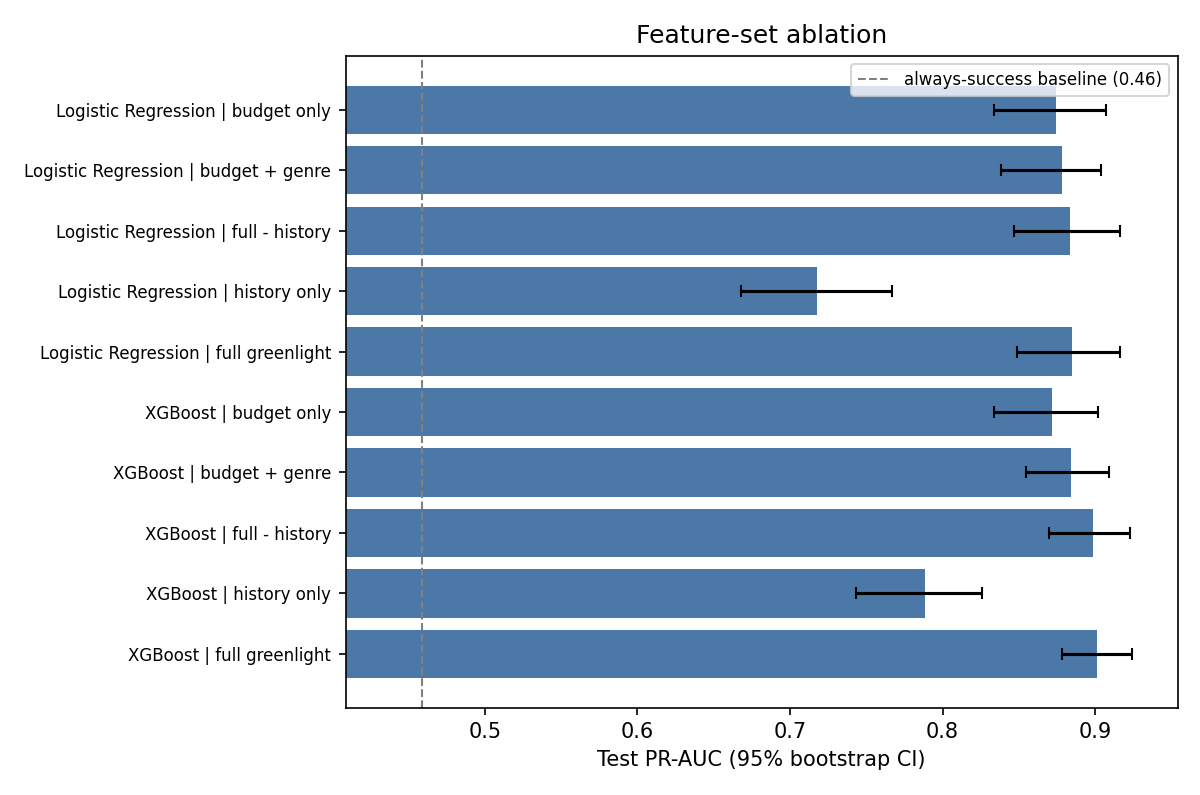 Feature-set ablation
always-success baseline (0.46)
Logistic Regression | budget only
Logistic Regression | budget + genre
Logistic Regression | full - history
Logistic Regression | history only
Logistic Regression | full greenlight
XGBoost | budget only
XGBoost | budget + genre
XGBoost | full - history
XGBoost | history only
XGBoost | full greenlight
0.5 0.6 0.7 0.8 0.9
Test PR-AUC (95% bootstrap CI)